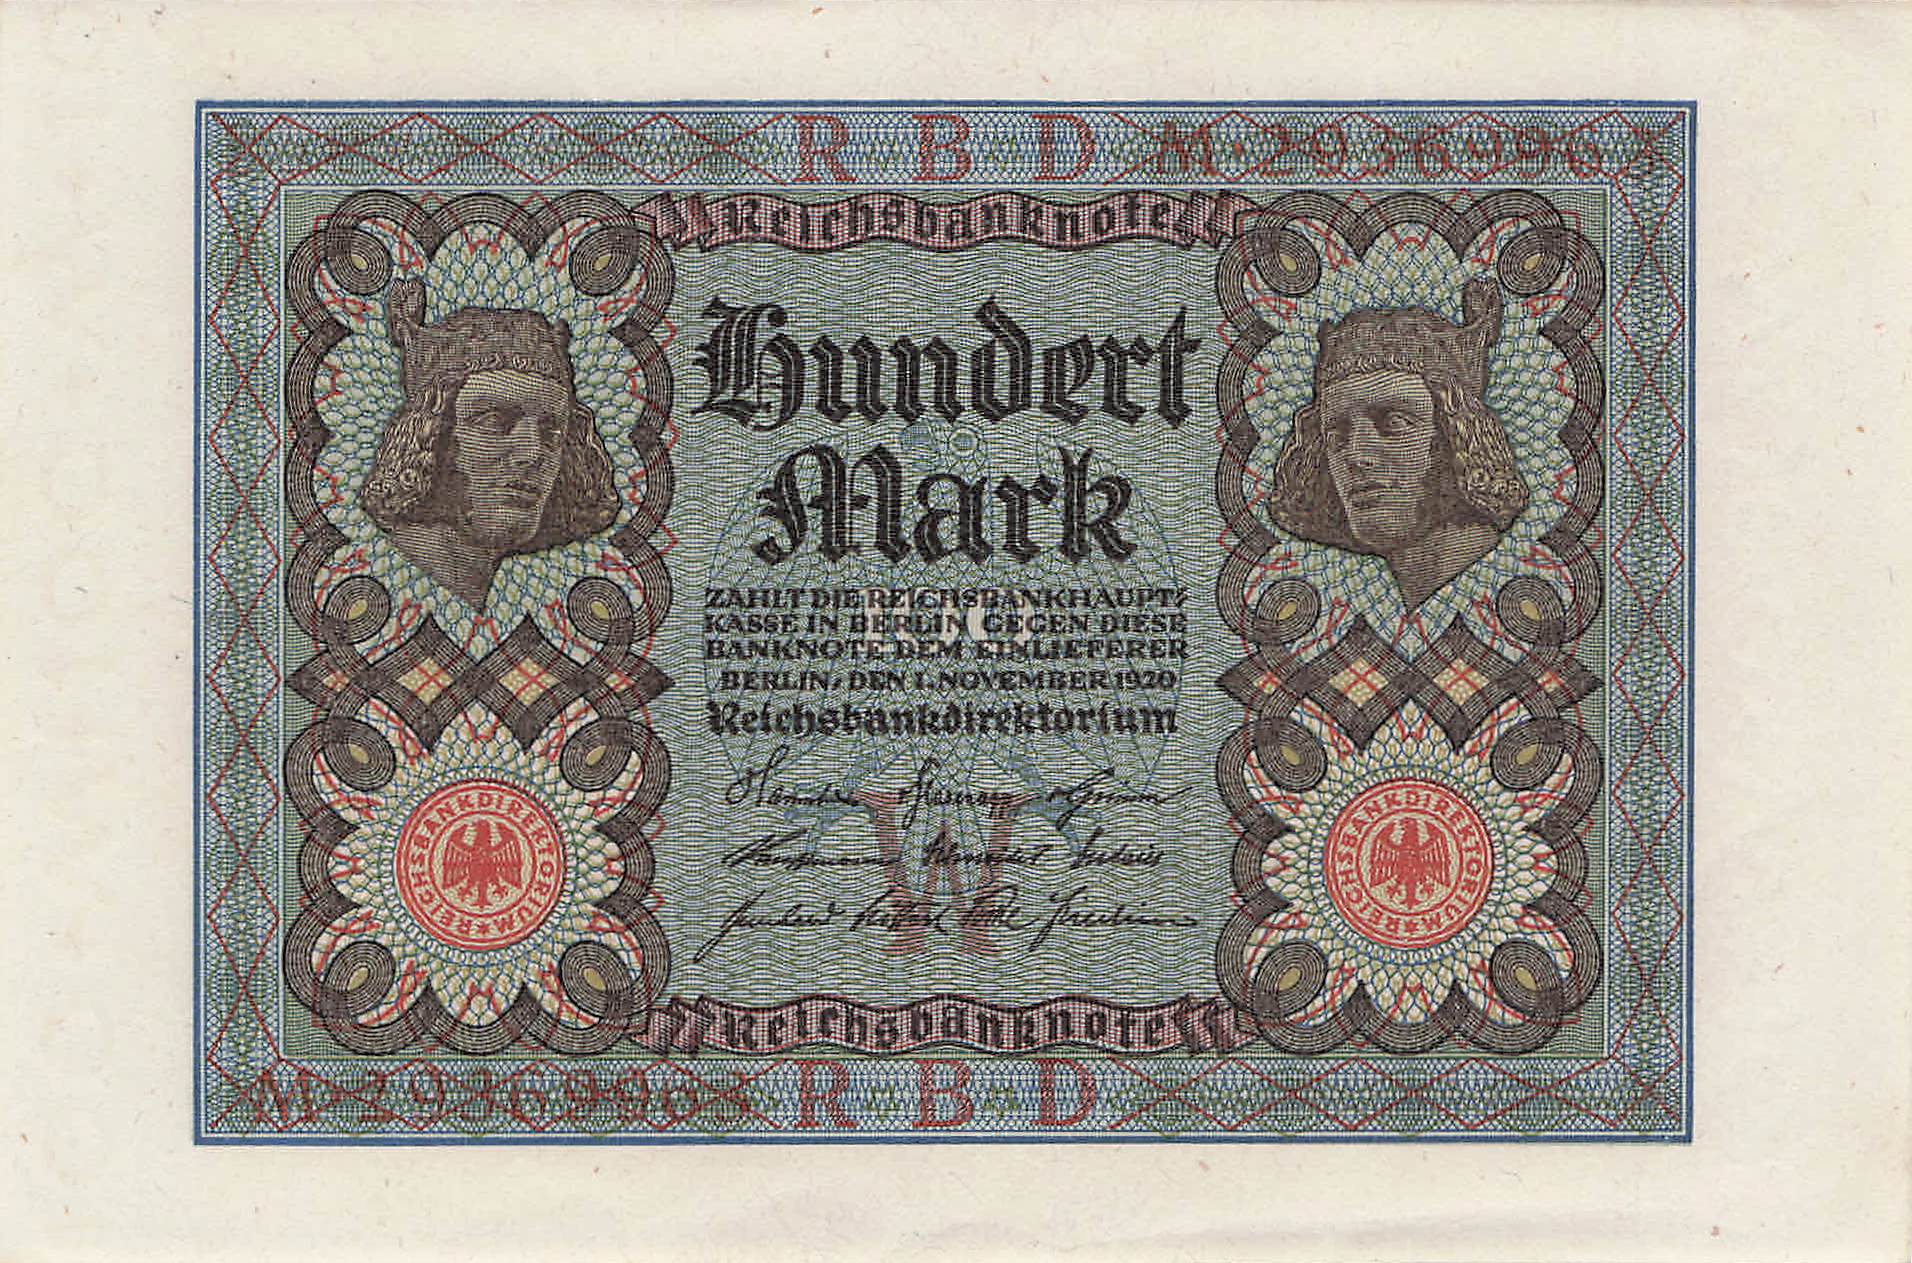 R B D M·2936996
Reichsbanknote
Hundert
Mark
ZAHLT DIE REICHSBANKHAUPT=
KASSE IN BERLIN GEGEN DIESE
BANKNOTE DEM EINLIEFERER
BERLIN, DEN 1. NOVEMBER 1920
Reichsbankdirektorium
REICHSBANKDIREKTORIUM
REICHSBANKDIREKTORIUM
Reichsbanknote
M·2936996 R B D